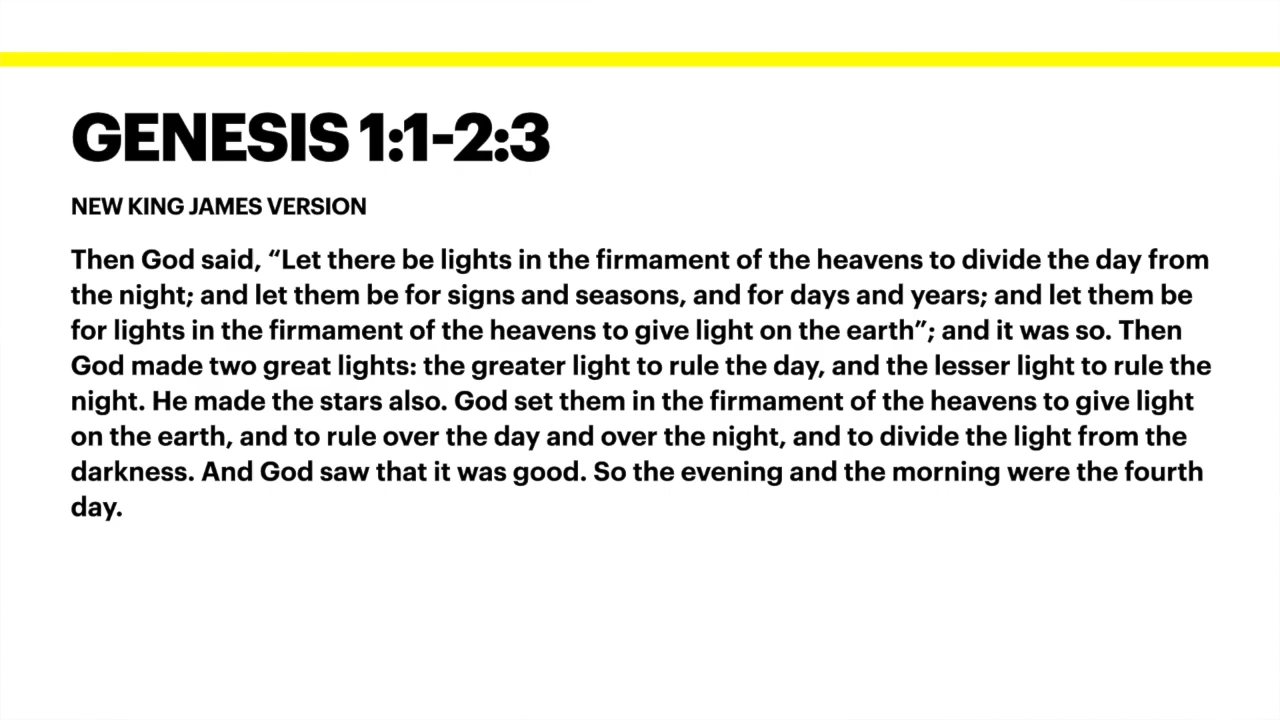 GENESIS 1:1-2:3
NEW KING JAMES VERSION
Then God said, “Let there be lights in the firmament of the heavens to divide the day from
the night; and let them be for signs and seasons, and for days and years; and let them be
for lights in the firmament of the heavens to give light on the earth”; and it was so. Then
God made two great lights: the greater light to rule the day, and the lesser light to rule the
night. He made the stars also. God set them in the firmament of the heavens to give light
on the earth, and to rule over the day and over the night, and to divide the light from the
darkness. And God saw that it was good. So the evening and the morning were the fourth
day.